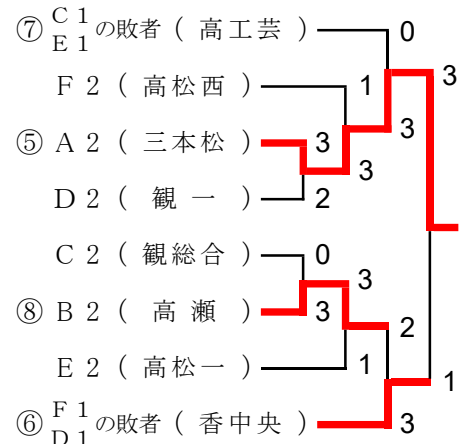 ⑦ C1 E1 の敗者 ( 高工芸 ) 0
3
F 2 ( 高松西 ) 1
⑤ A 2 ( 三本松 ) 3 3
3
D 2 ( 観一 ) 2
C 2 ( 観総合 ) 0
3
⑧ B 2 ( 高瀬 ) 3 2
E 2 ( 高松一 ) 1
1
⑥ F 1 D 1 の敗者 ( 香中央 ) 3